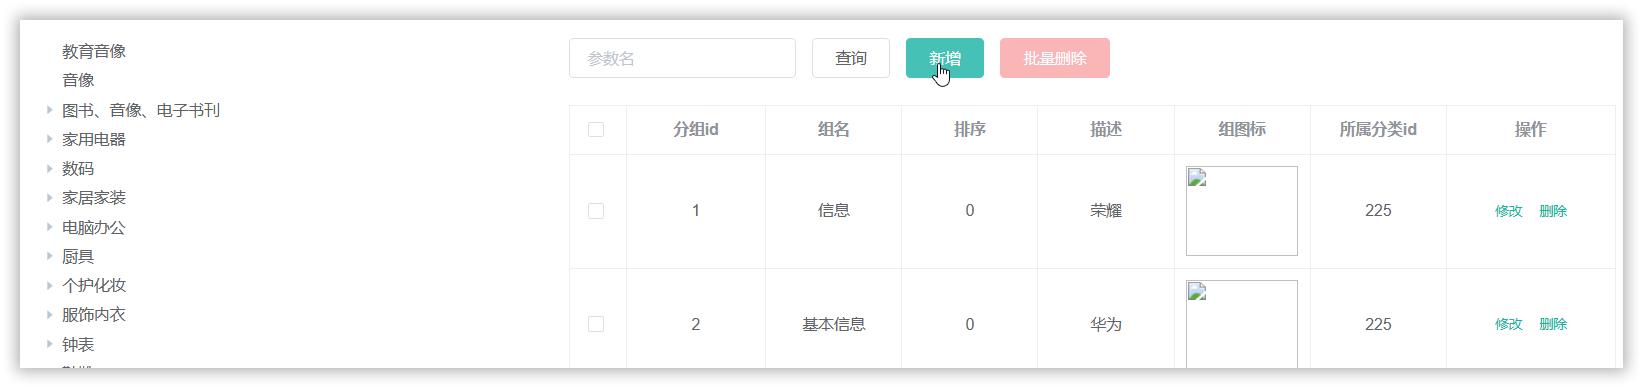 教育音像
音像
图书、音像、电子书刊
家用电器
数码
家居家装
电脑办公
厨具
个护化妆
服饰内衣
钟表
参数名 查询 新增 批量删除
分组id 组名 排序 描述 组图标 所属分类id 操作
1 信息 0 荣耀 225 修改 删除
2 基本信息 0 华为 225 修改 删除